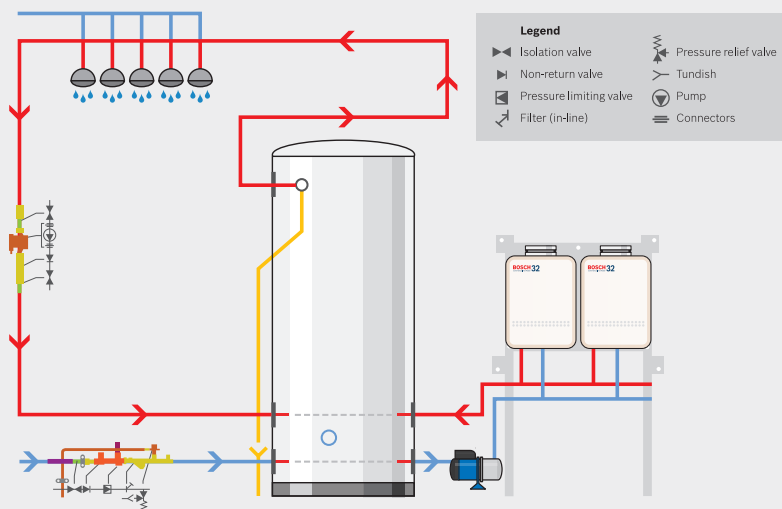 Legend
Isolation valve
Non-return valve
Pressure limiting valve
Filter (in-line)
Pressure relief valve
Tundish
Pump
Connectors
BOSCH 32
BOSCH 32